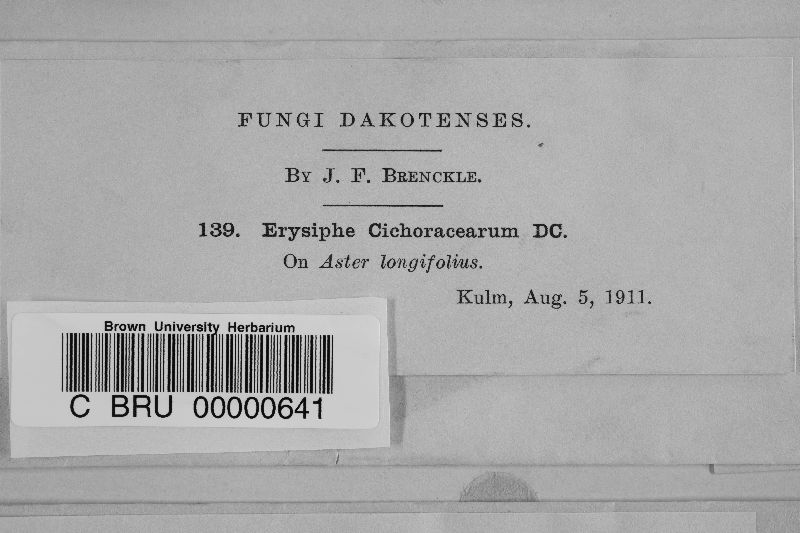 FUNGI DAKOTENSES.
By J. F. Brenckle.
139. Erysiphe Cichoracearum DC.
On Aster longifolius.
Kulm, Aug. 5, 1911.
Brown University Herbarium
C BRU 00000641